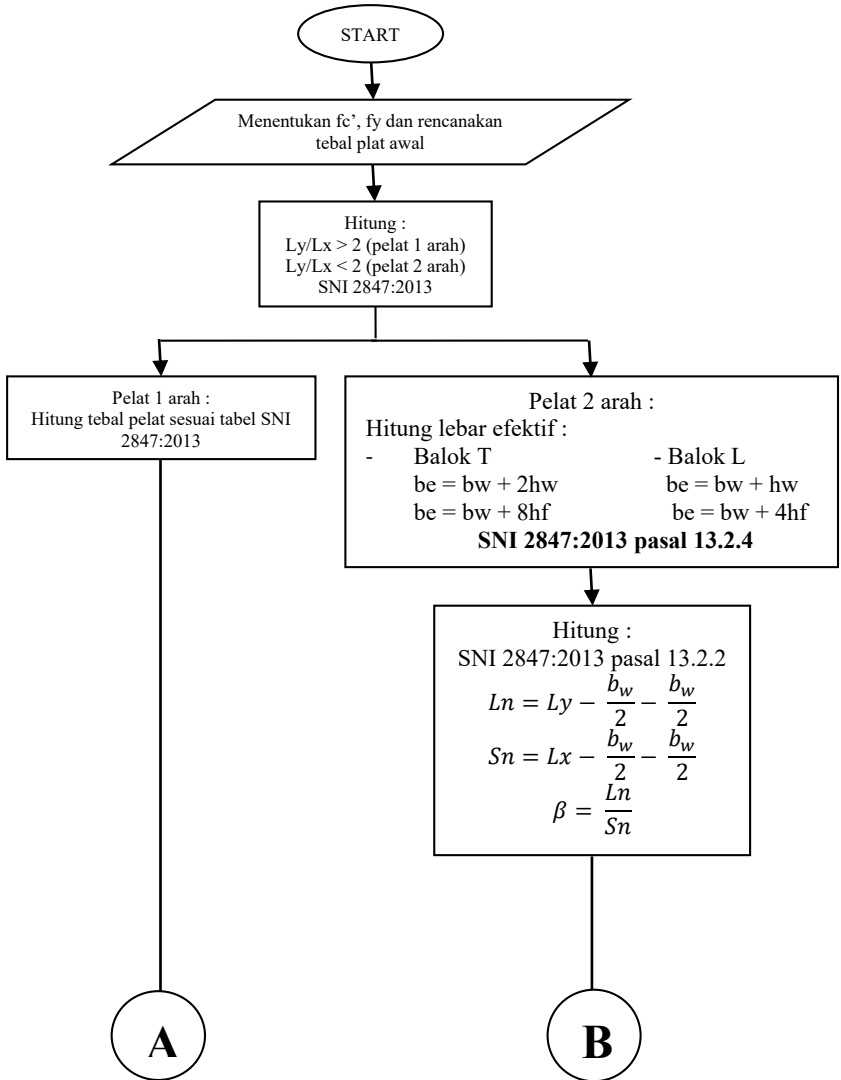 START
Menentukan fc’, fy dan rencanakan
tebal plat awal
Hitung :
Ly/Lx > 2 (pelat 1 arah)
Ly/Lx < 2 (pelat 2 arah)
SNI 2847:2013
Pelat 1 arah :
Hitung tebal pelat sesuai tabel SNI
2847:2013
Pelat 2 arah :
Hitung lebar efektif :
- Balok T - Balok L
be = bw + 2hw be = bw + hw
be = bw + 8hf be = bw + 4hf
SNI 2847:2013 pasal 13.2.4
Hitung :
SNI 2847:2013 pasal 13.2.2
Ln = Ly − b_w/2 − b_w/2
Sn = Lx − b_w/2 − b_w/2
β = Ln/Sn
A
B